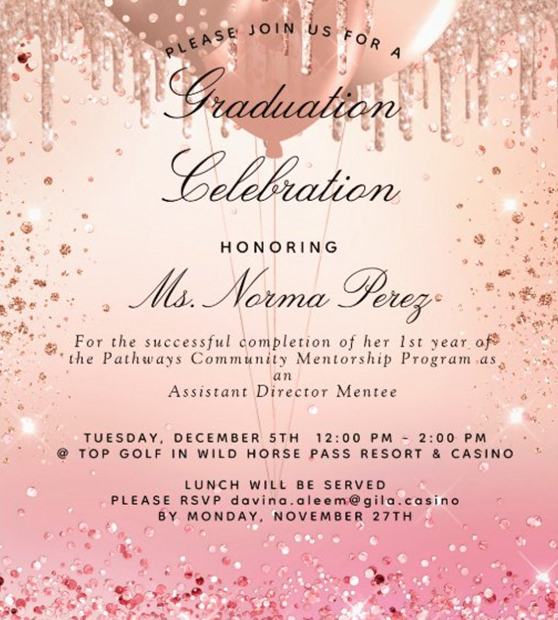 PLEASE JOIN US FOR A
Graduation
Celebration
HONORING
Ms. Norma Perez
For the successful completion of her 1st year of
the Pathways Community Mentorship Program as
an
Assistant Director Mentee
TUESDAY, DECEMBER 5TH 12:00 PM - 2:00 PM
@ TOP GOLF IN WILD HORSE PASS RESORT & CASINO
LUNCH WILL BE SERVED
PLEASE RSVP davina.aleem@gila.casino
BY MONDAY, NOVEMBER 27TH